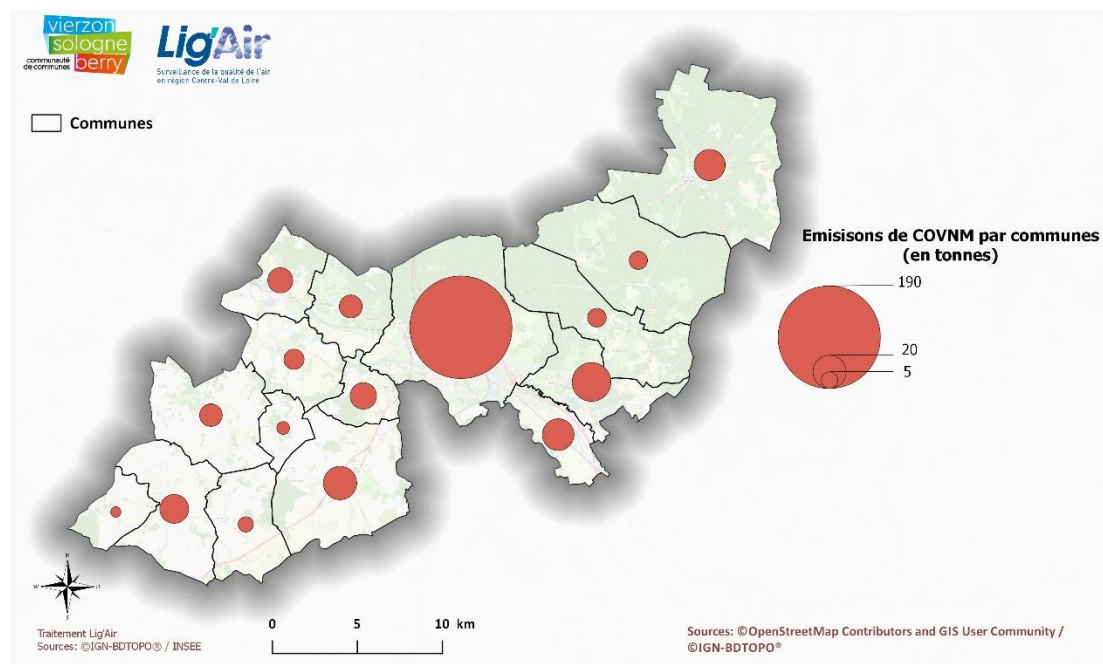 vierzon
sologne
communauté
de communes
berry
Lig'Air
Surveillance de la qualité de l'air
en région Centre-Val de Loire
Communes
Emisisons de COVNM par communes
(en tonnes)
190
20
5
N
S
0 5 10 km
Traitement Lig'Air
Sources: ©IGN-BDTOPO® / INSEE
Sources: ©OpenStreetMap Contributors and GIS User Community /
©IGN-BDTOPO®